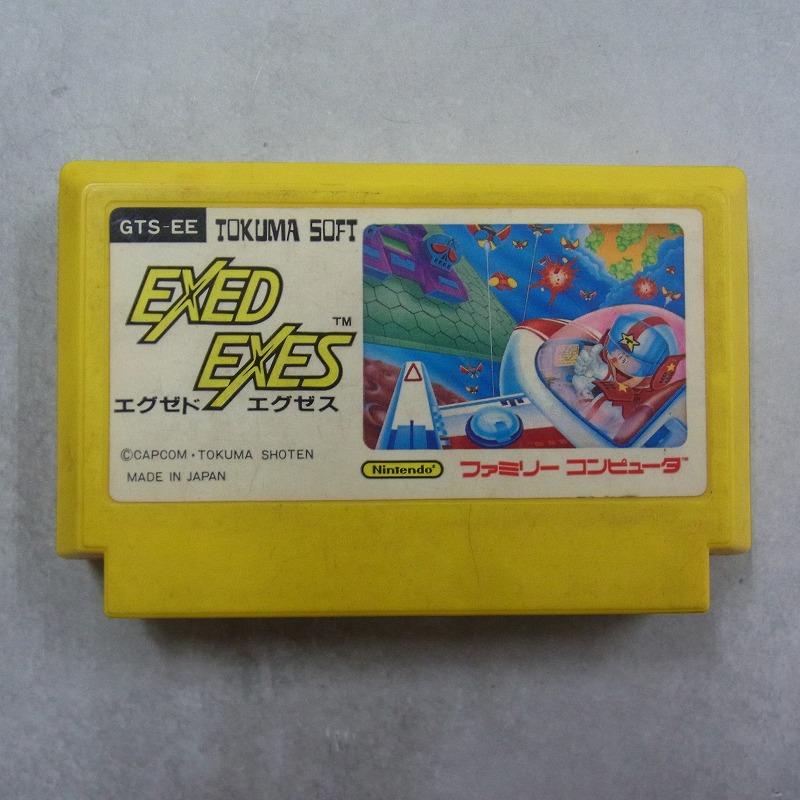 GTS-EE TOKUMA SOFT
EXED
EXES ™
エグゼド エグゼス
©CAPCOM・TOKUMA SHOTEN
MADE IN JAPAN
Nintendo® ファミリー コンピュータ